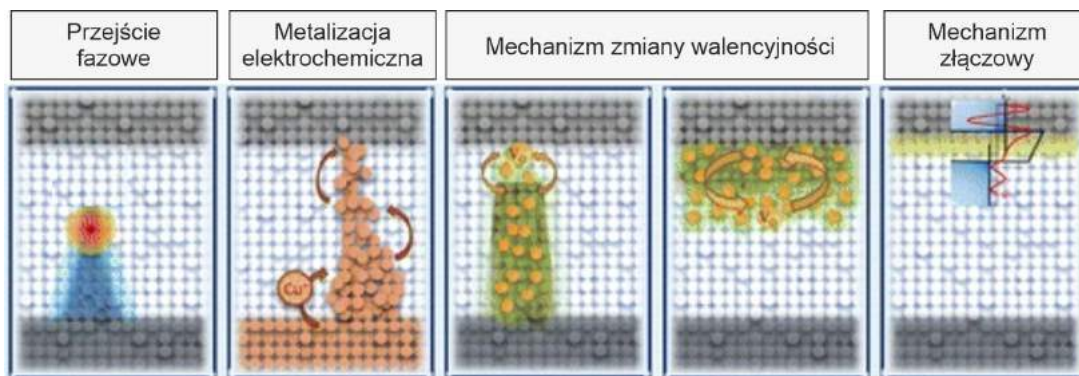 Przejście
fazowe
Metalizacja
elektrochemiczna
Mechanizm zmiany walencyjności
Mechanizm
złączowy
Cu⁺